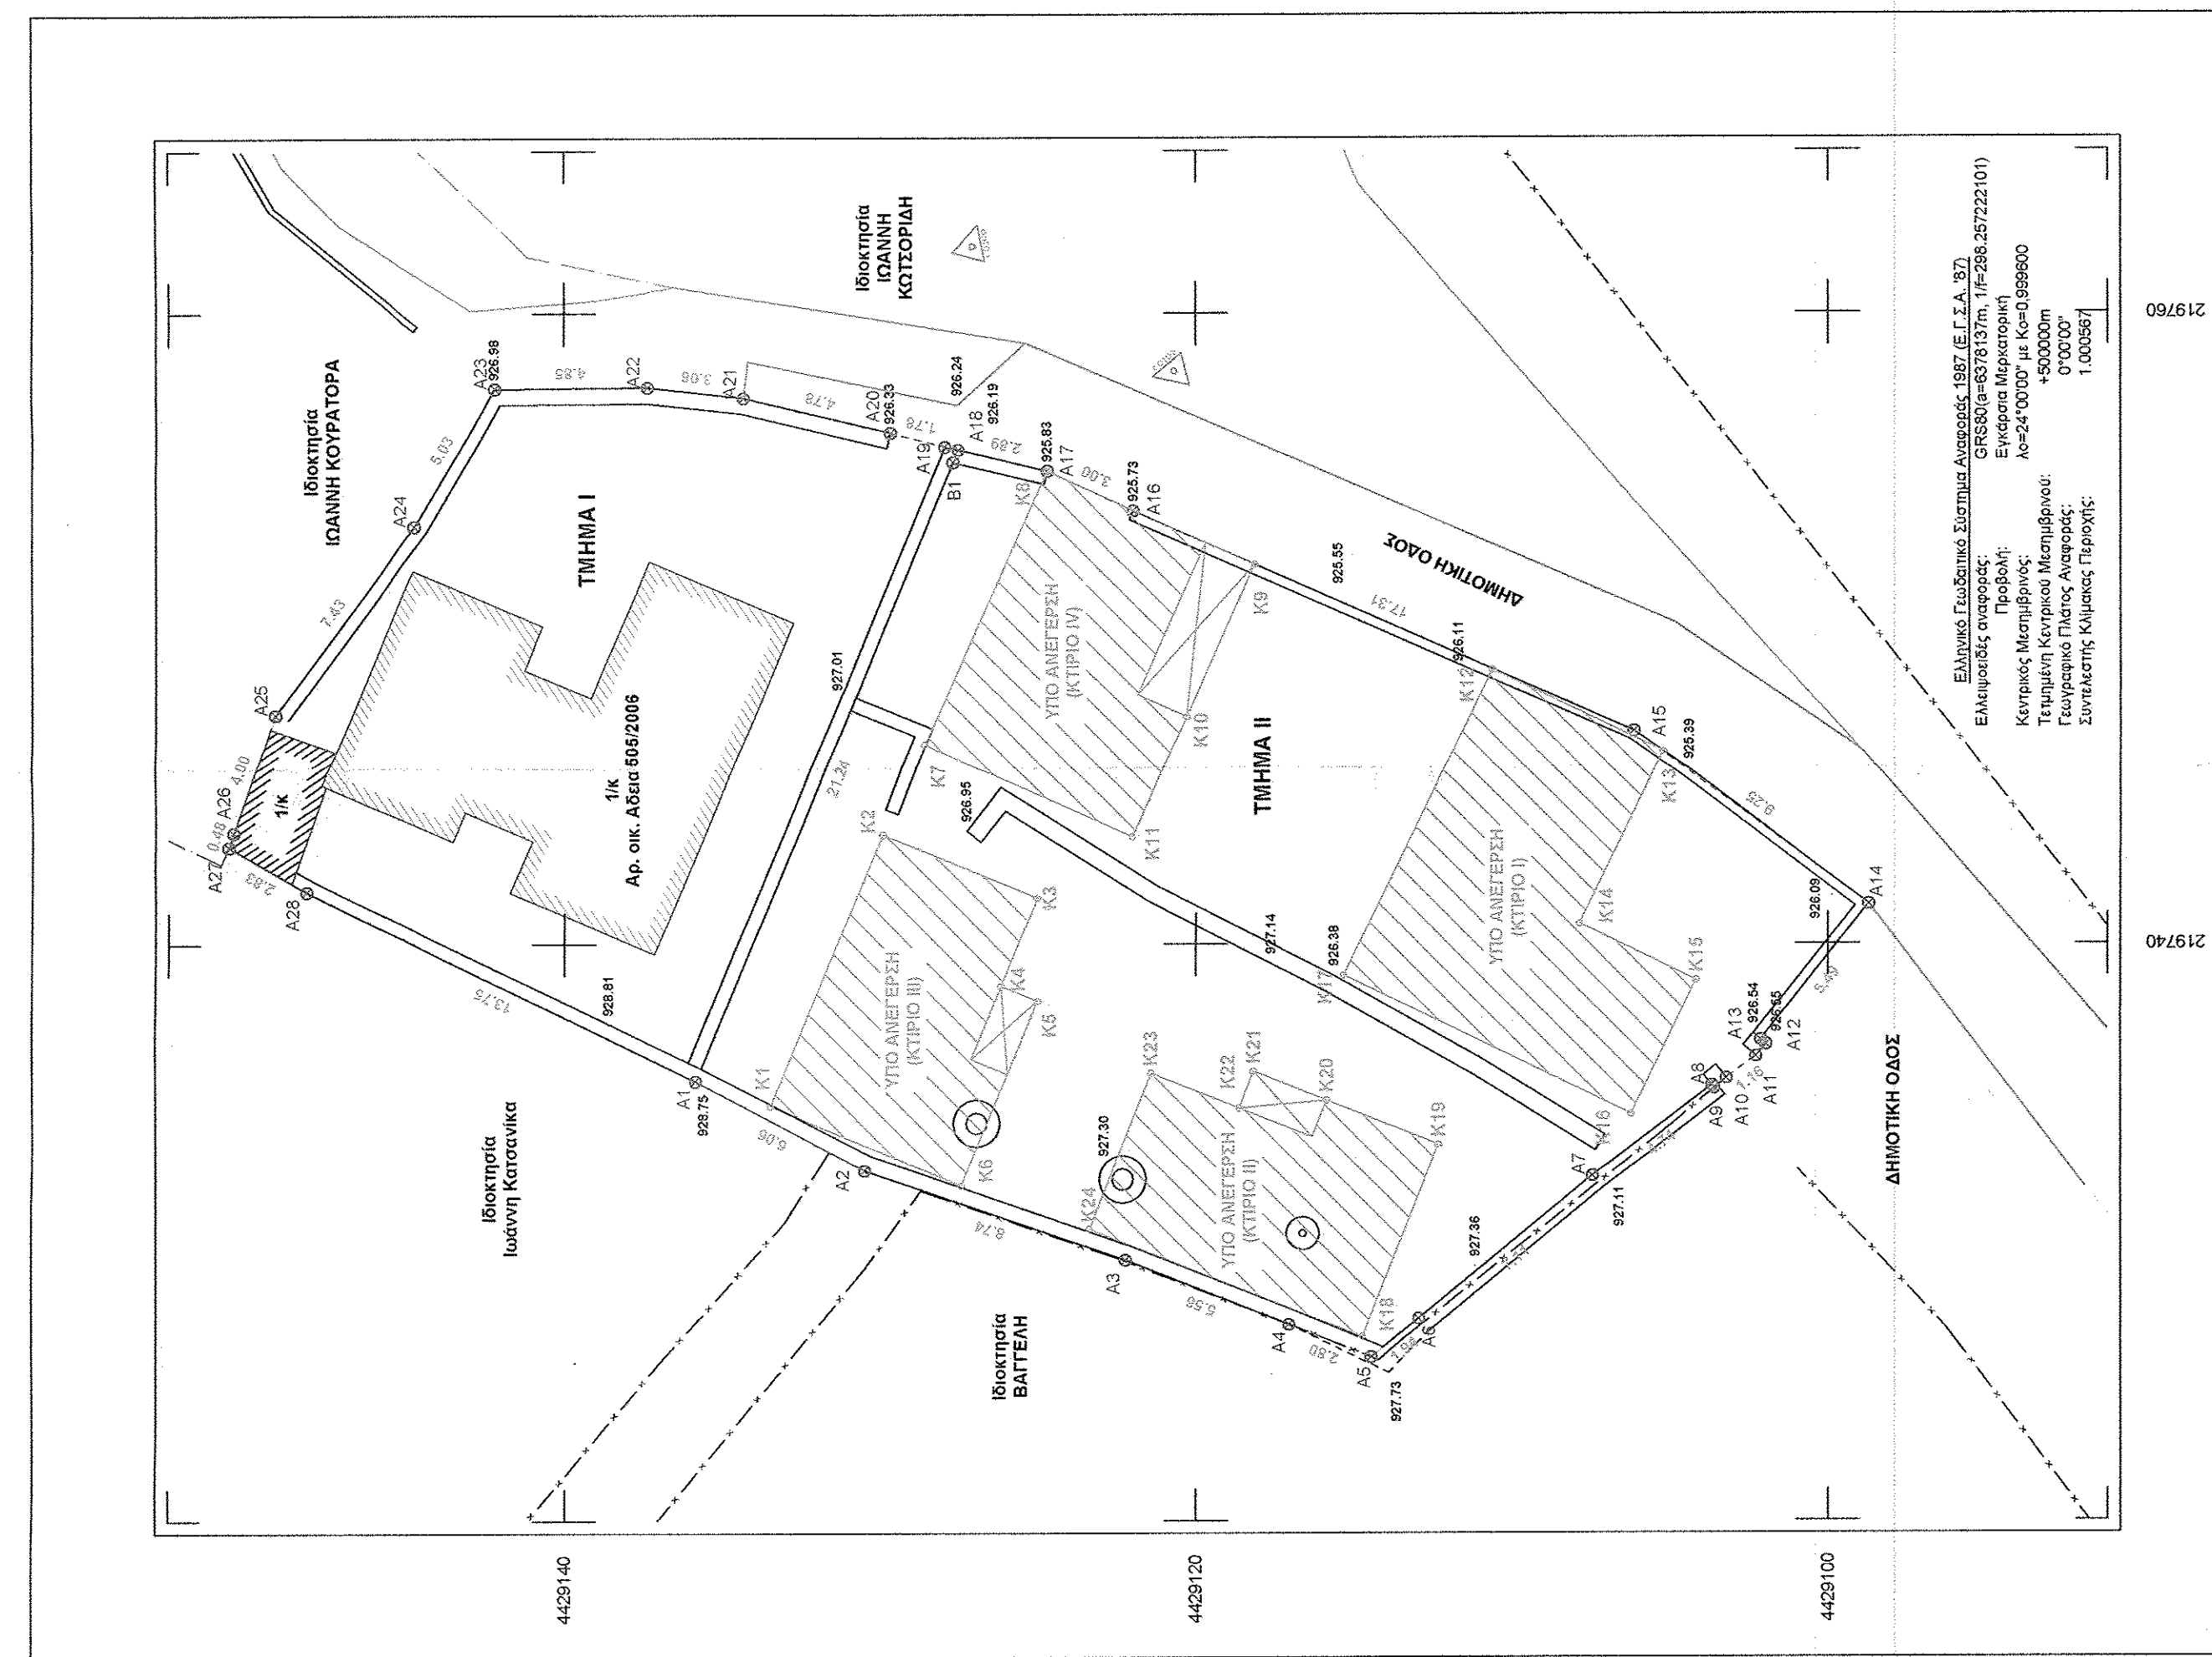 Ιδιοκτησία
ΙΩΑΝΝΗ ΚΟΥΡΑΤΟΡΑ
Ιδιοκτησία
ΙΩΑΝΝΗ
ΚΩΤΣΟΡΙΔΗ
Ιδιοκτησία
Ιωάννη Κατσανίκα
Ιδιοκτησία
ΒΑΓΓΕΛΗ
ΤΜΗΜΑ Ι
1/κ
1/κ
Αρ. οικ. Αδεια 505/2006
ΤΜΗΜΑ ΙΙ
ΥΠΟ ΑΝΕΓΕΡΣΗ
(ΚΤΙΡΙΟ ΙV)
ΥΠΟ ΑΝΕΓΕΡΣΗ
(ΚΤΙΡΙΟ ΙΙΙ)
ΥΠΟ ΑΝΕΓΕΡΣΗ
(ΚΤΙΡΙΟ ΙΙ)
ΥΠΟ ΑΝΕΓΕΡΣΗ
(ΚΤΙΡΙΟ Ι)
ΔΗΜΟΤΙΚΗ ΟΔΟΣ
ΔΗΜΟΤΙΚΗ ΟΔΟΣ
A1
A2
A3
A4
A5
A6
A7
A8
A9
A10
A11
A12
A13
A14
A15
A16
A17
A18
A19
A20
A21
A22
A23
A24
A25
A26
A27
A28
B1
K1
K2
K3
K4
K5
K6
K7
K8
K9
K10
K11
K12
K13
K14
K15
K16
K17
K18
K19
K20
K21
K22
K23
K24
926.98
926.33
926.24
926.19
925.83
925.73
925.55
926.11
925.39
926.09
926.54
926.55
927.11
927.36
927.73
927.30
927.14
926.38
926.95
927.01
928.81
928.75
0.48
4.00
7.43
5.03
4.85
3.06
4.78
1.78
2.89
3.00
17.31
9.25
2.83
13.75
21.24
6.06
8.74
5.56
2.80
Ελληνικό Γεωδαιτικό Σύστημα Αναφοράς 1987 (Ε.Γ.Σ.Α. '87)
Ελλειψοειδές αναφοράς: GRS80(a=6378137m, 1/f=298.257222101)
Προβολή: Εγκάρσια Μερκατορική
Κεντρικός Μεσημβρινός: λο=24°00'00" με Κο=0,999600
Τετμημένη Κεντρικού Μεσημβρινού: +500000m
Γεωγραφικό Πλάτος Αναφοράς: 0°00'00"
Συντελεστής Κλίμακας Περιοχής: 1.000567
4429140
4429120
4429100
219760
219740